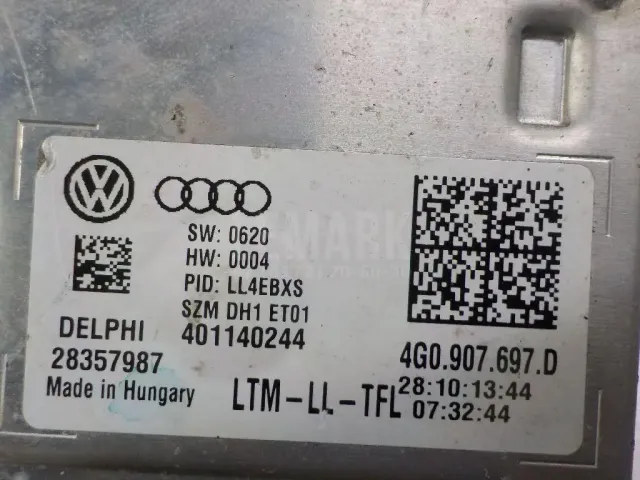 SW: 0620
HW: 0004
PID: LL4EBXS
SZM DH1 ET01
DELPHI 401140244
28357987
4G0.907.697.D
Made in Hungary
LTM-LL-TFL
28:10:13:44
07:32:44
MARK